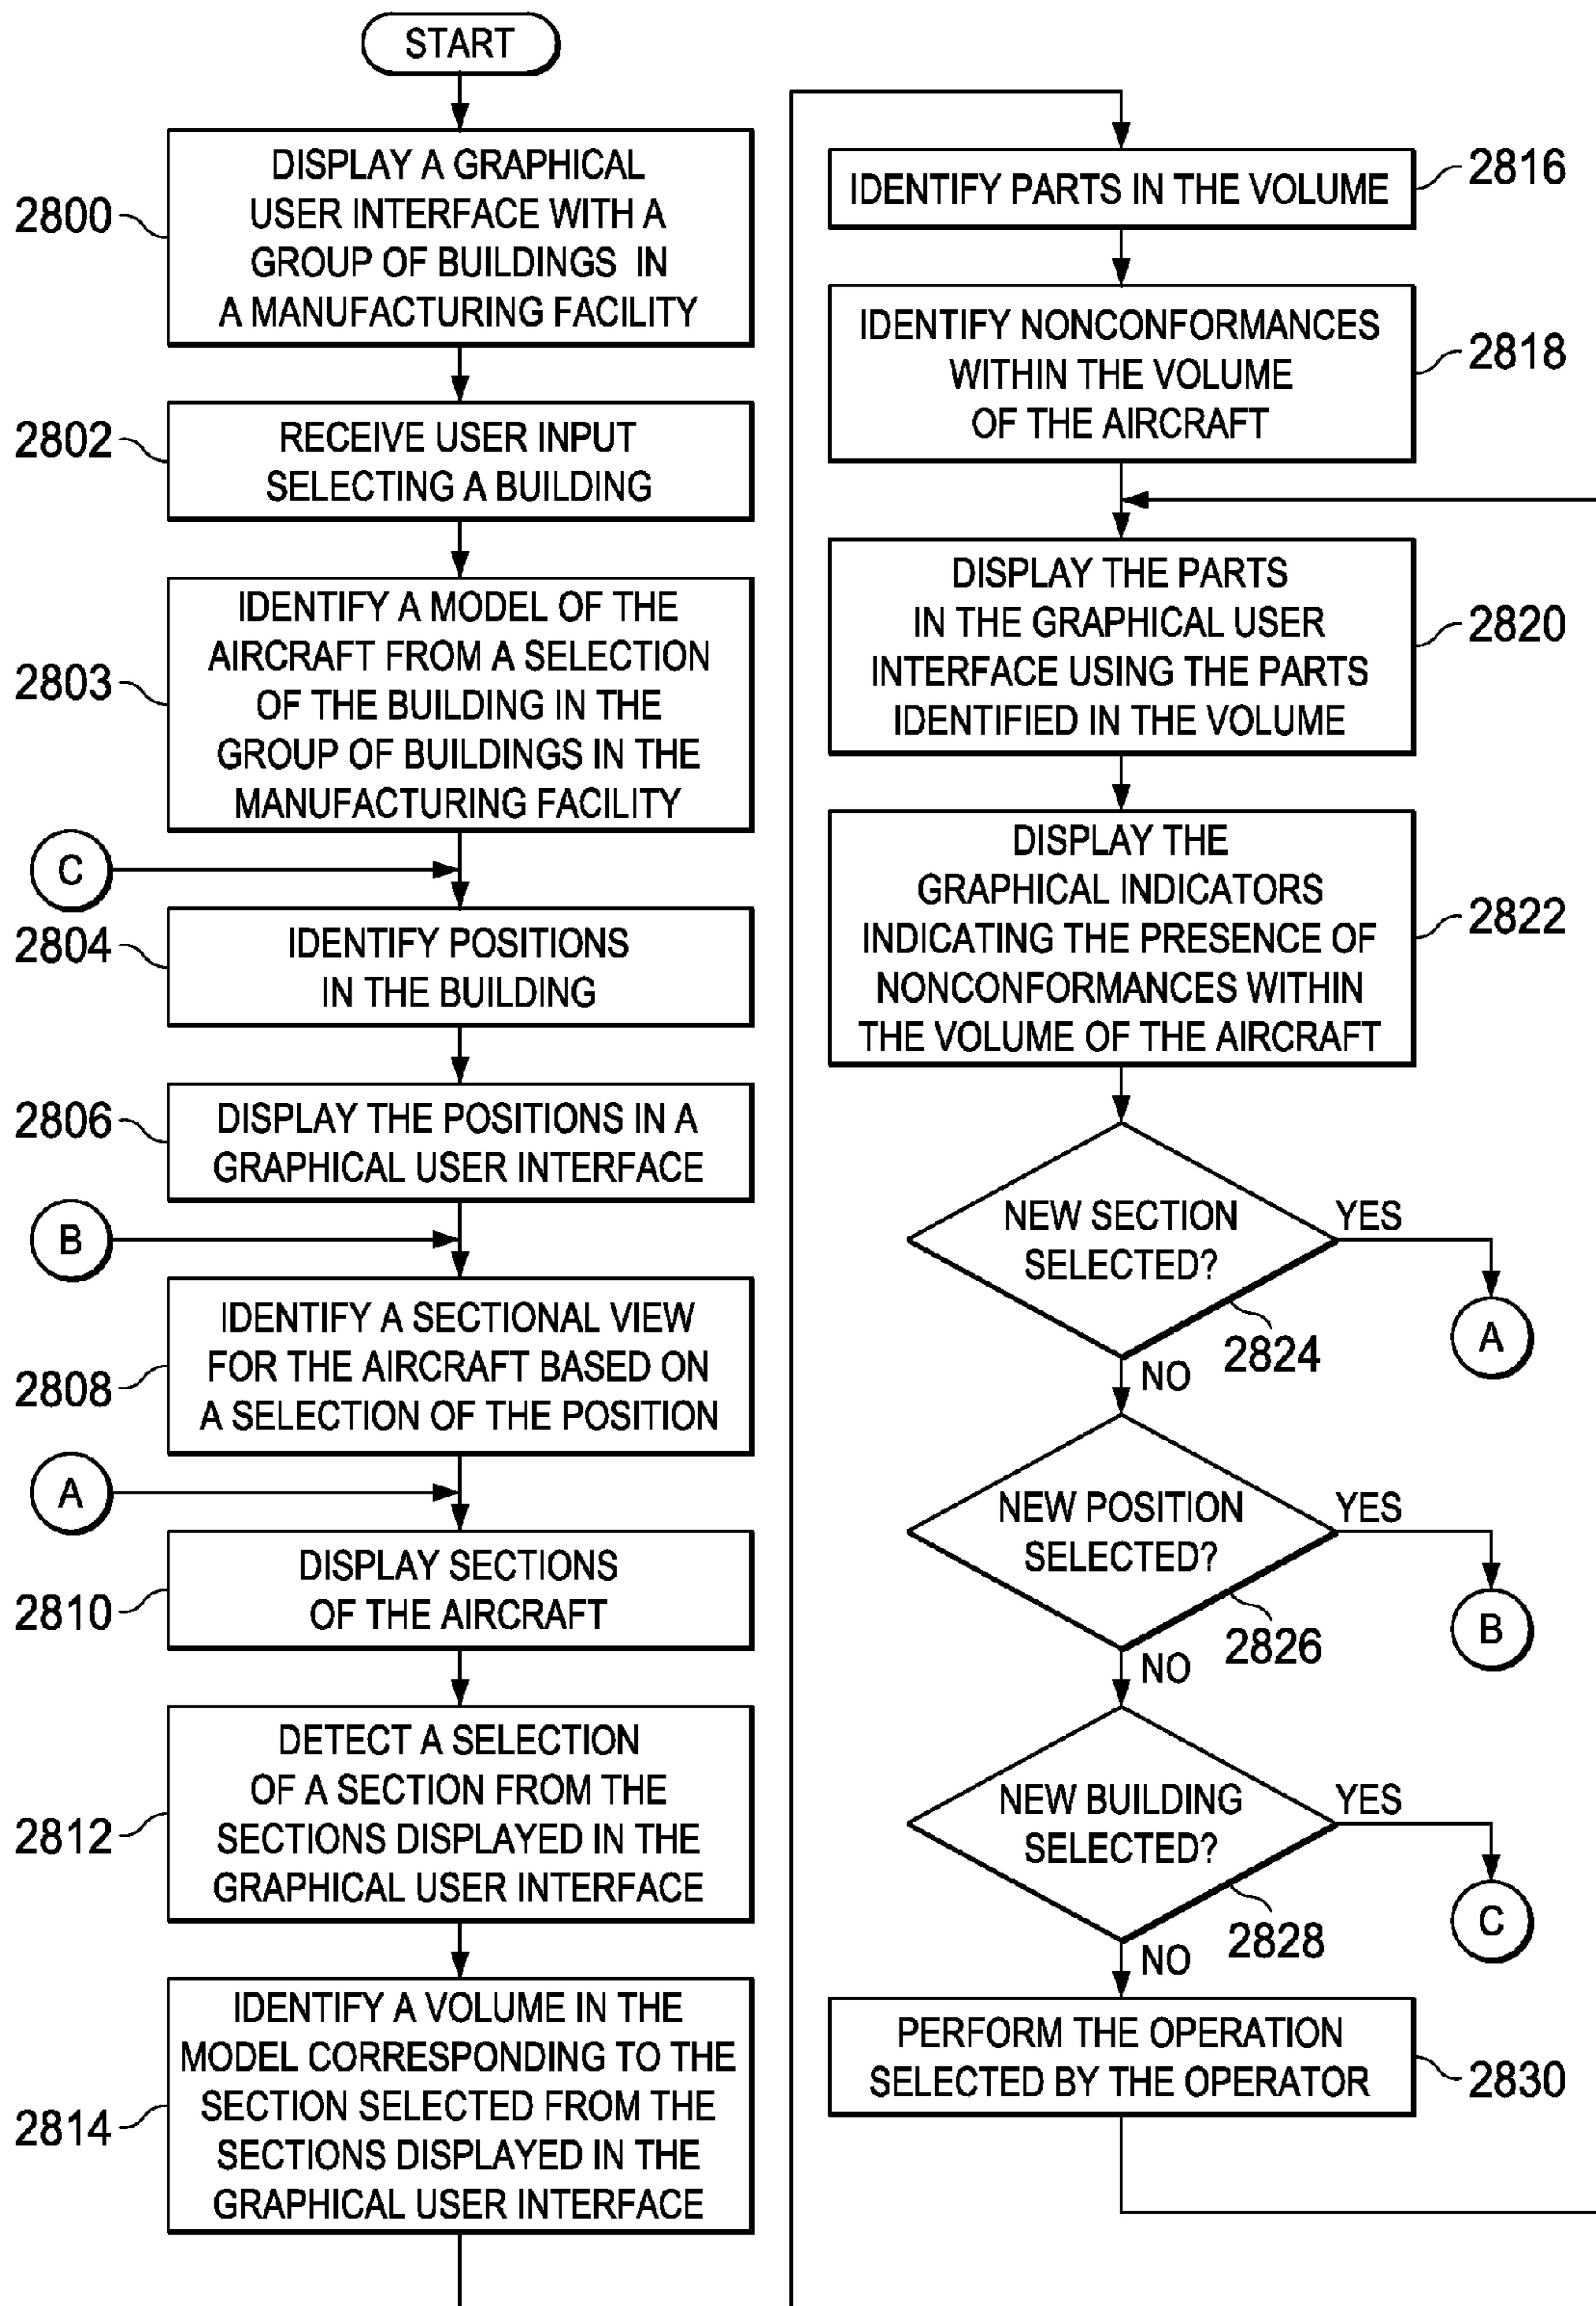 START
2800
DISPLAY A GRAPHICAL
USER INTERFACE WITH A
GROUP OF BUILDINGS IN
A MANUFACTURING FACILITY
2802
RECEIVE USER INPUT
SELECTING A BUILDING
2803
IDENTIFY A MODEL OF THE
AIRCRAFT FROM A SELECTION
OF THE BUILDING IN THE
GROUP OF BUILDINGS IN THE
MANUFACTURING FACILITY
C
2804
IDENTIFY POSITIONS
IN THE BUILDING
2806
DISPLAY THE POSITIONS IN A
GRAPHICAL USER INTERFACE
B
2808
IDENTIFY A SECTIONAL VIEW
FOR THE AIRCRAFT BASED ON
A SELECTION OF THE POSITION
A
2810
DISPLAY SECTIONS
OF THE AIRCRAFT
2812
DETECT A SELECTION
OF A SECTION FROM THE
SECTIONS DISPLAYED IN THE
GRAPHICAL USER INTERFACE
2814
IDENTIFY A VOLUME IN THE
MODEL CORRESPONDING TO THE
SECTION SELECTED FROM THE
SECTIONS DISPLAYED IN THE
GRAPHICAL USER INTERFACE
IDENTIFY PARTS IN THE VOLUME
2816
IDENTIFY NONCONFORMANCES
WITHIN THE VOLUME
OF THE AIRCRAFT
2818
DISPLAY THE PARTS
IN THE GRAPHICAL USER
INTERFACE USING THE PARTS
IDENTIFIED IN THE VOLUME
2820
DISPLAY THE
GRAPHICAL INDICATORS
INDICATING THE PRESENCE OF
NONCONFORMANCES WITHIN
THE VOLUME OF THE AIRCRAFT
2822
NEW SECTION
SELECTED?
YES
A
2824
NO
NEW POSITION
SELECTED?
YES
B
2826
NO
NEW BUILDING
SELECTED?
YES
C
2828
NO
PERFORM THE OPERATION
SELECTED BY THE OPERATOR
2830